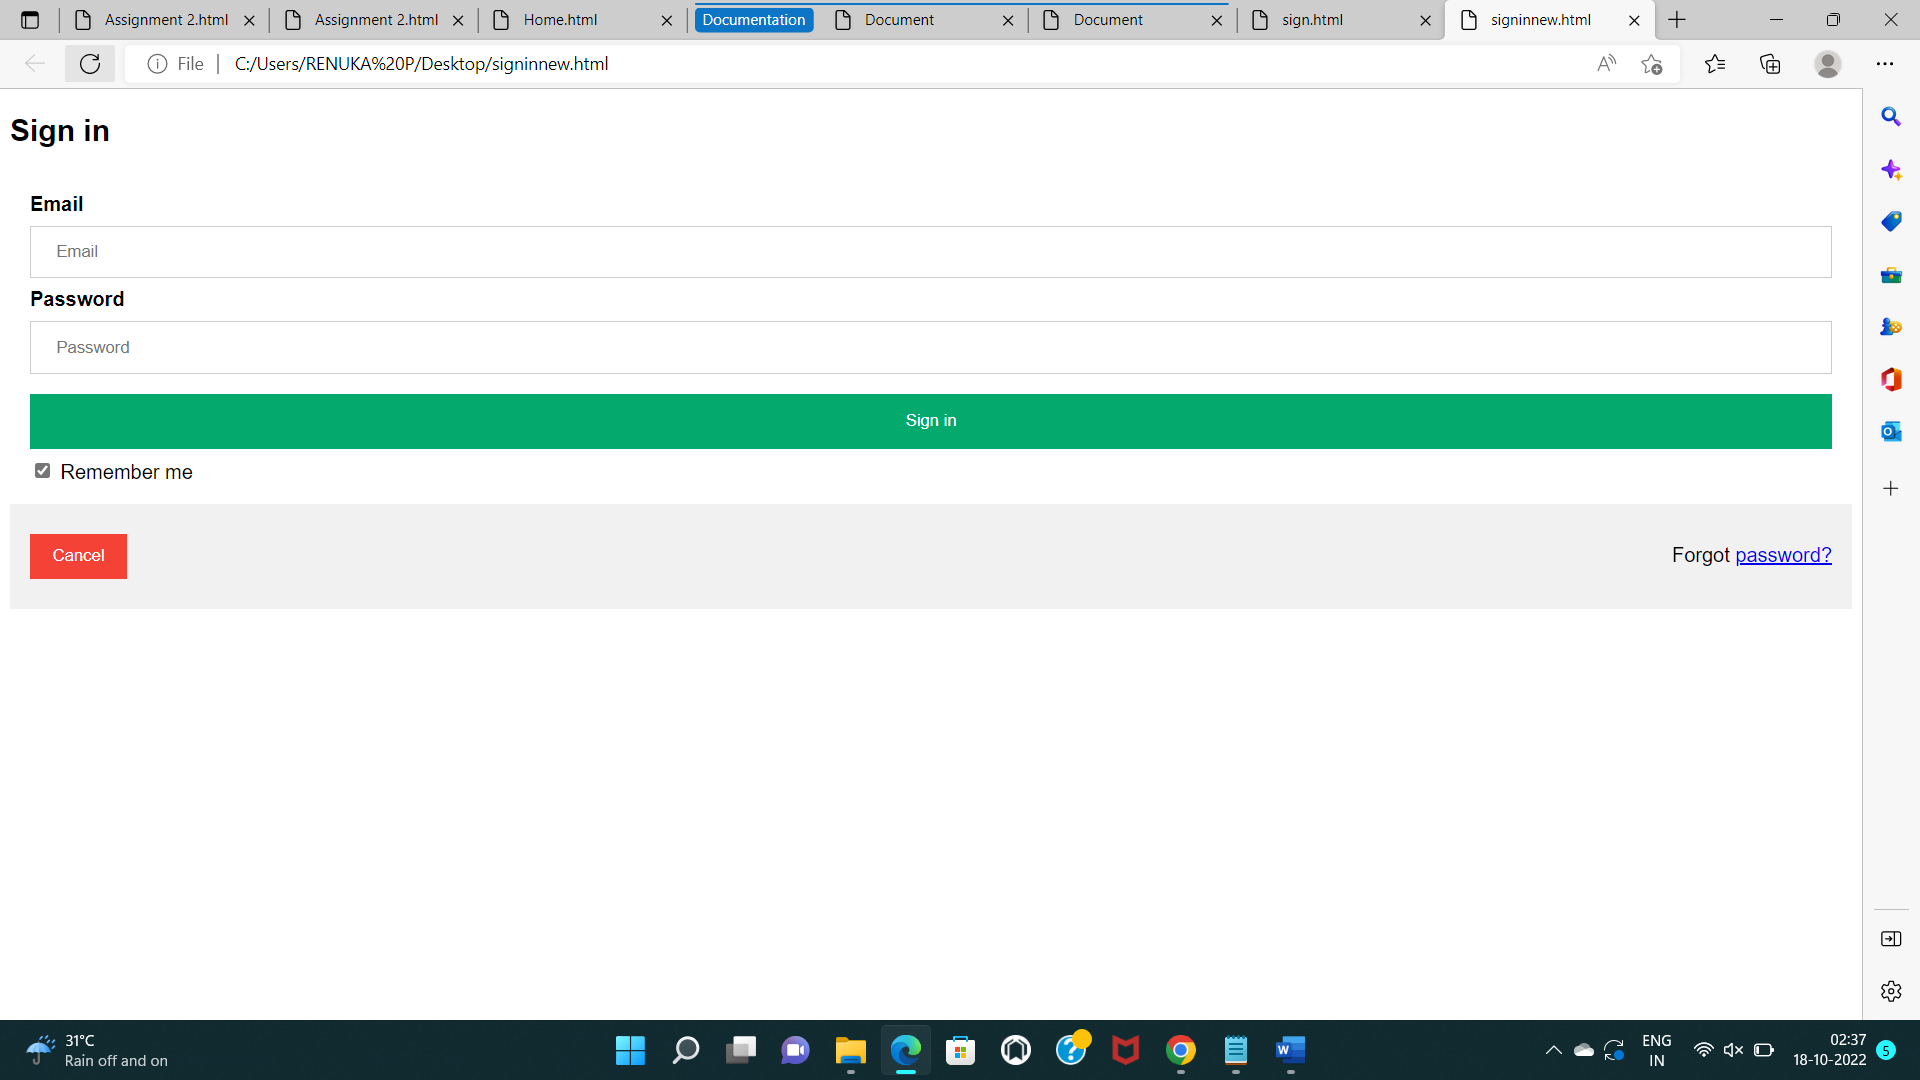 Assignment 2.html
Assignment 2.html
Home.html
Documentation
Document
Document
sign.html
signinnew.html
File
C:/Users/RENUKA%20P/Desktop/signinnew.html
Sign in
Email
Email
Password
Password
Sign in
Remember me
Cancel
Forgot password?
31°C
Rain off and on
ENG
IN
02:37
18-10-2022
5